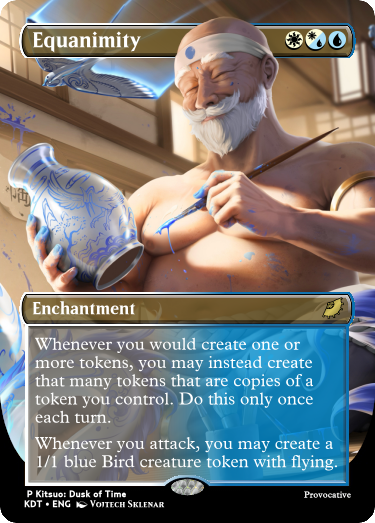 Equanimity
Enchantment
Whenever you would create one or
more tokens, you may instead create
that many tokens that are copies of a
token you control. Do this only once
each turn.
Whenever you attack, you may create a
1/1 blue Bird creature token with flying.
P Kitsuo: Dusk of Time
KDT • ENG Vojtech Sklenar
Provocative